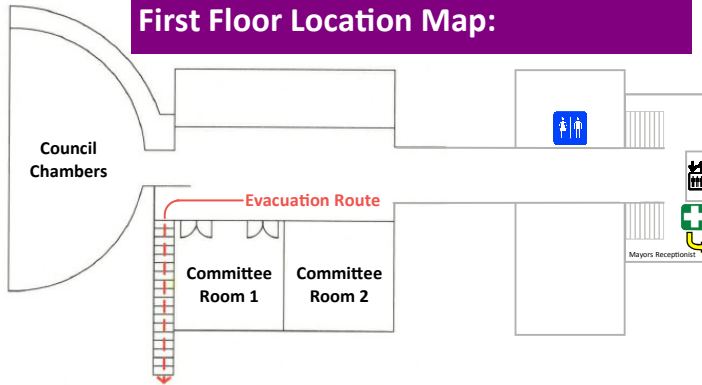 First Floor Location Map:
Council
Chambers
Evacuation Route
Committee
Room 1
Committee
Room 2
Mayors Receptionist